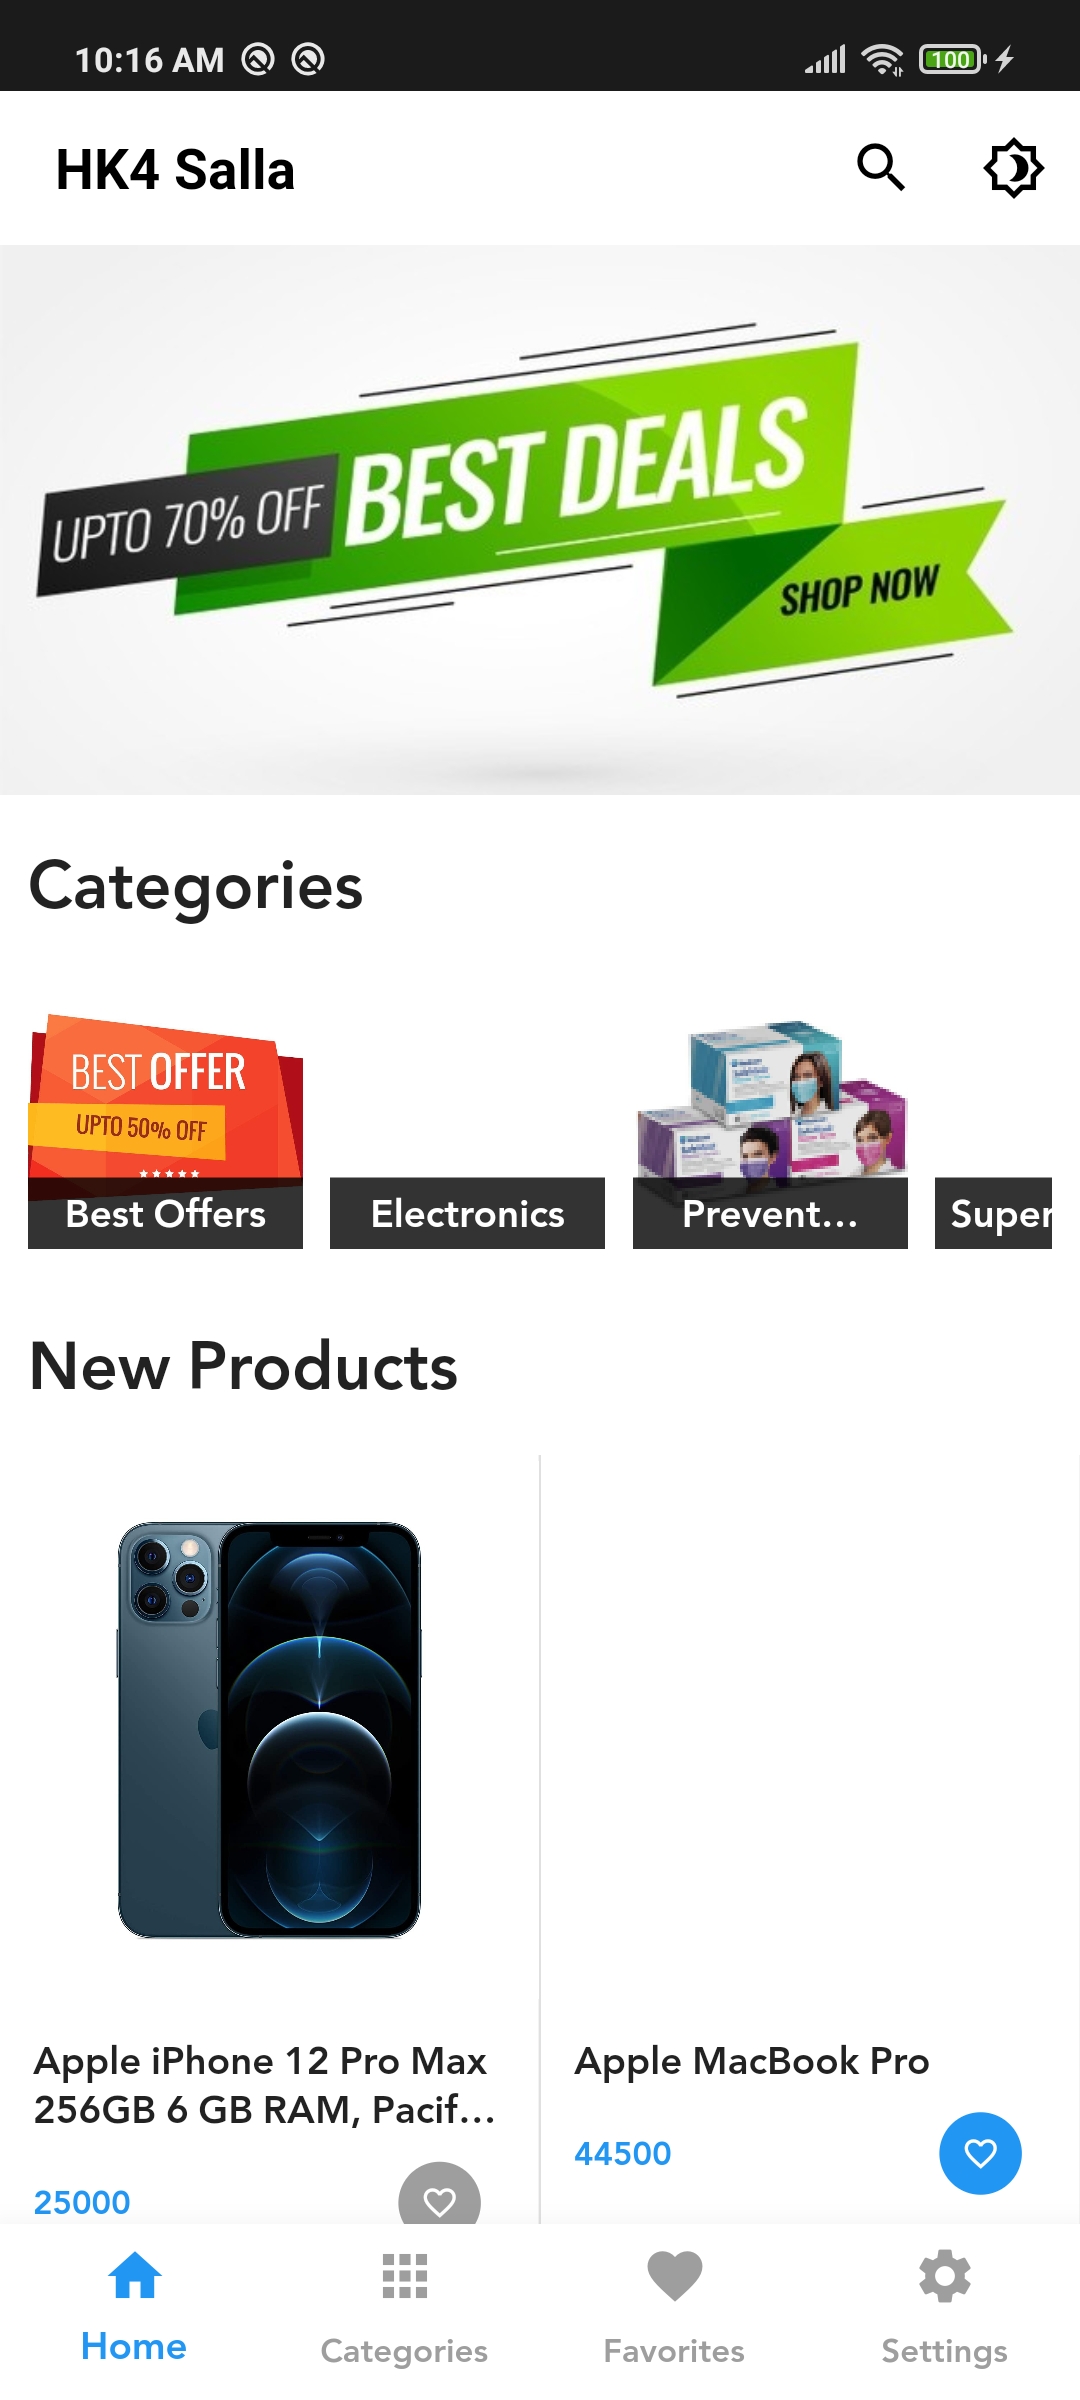 10:16 AM
100
HK4 Salla
UPTO 70% OFF
BEST DEALS
SHOP NOW
Categories
BEST OFFER
UPTO 50% OFF
Best Offers
Electronics
Prevent...
Super
New Products
Apple iPhone 12 Pro Max
256GB 6 GB RAM, Pacif...
25000
Apple MacBook Pro
44500
Home
Categories
Favorites
Settings